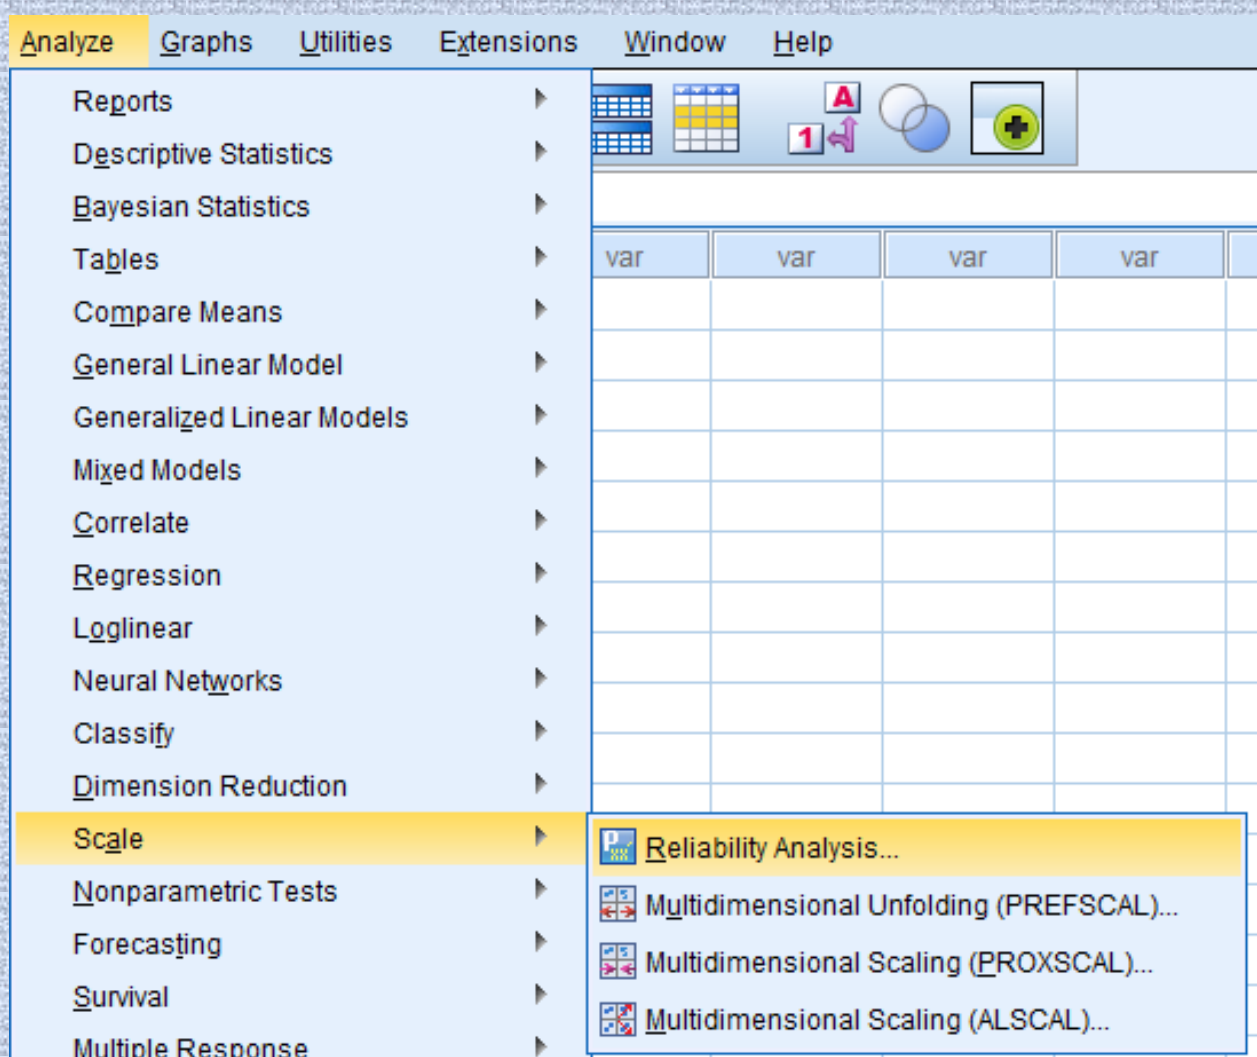 Analyze Graphs Utilities Extensions Window Help
Reports
Descriptive Statistics
Bayesian Statistics
Tables
var var var var
Compare Means
General Linear Model
Generalized Linear Models
Mixed Models
Correlate
Regression
Loglinear
Neural Networks
Classify
Dimension Reduction
Scale
Reliability Analysis...
Multidimensional Unfolding (PREFSCAL)...
Multidimensional Scaling (PROXSCAL)...
Multidimensional Scaling (ALSCAL)...
Nonparametric Tests
Forecasting
Survival
Multiple Response
A
1